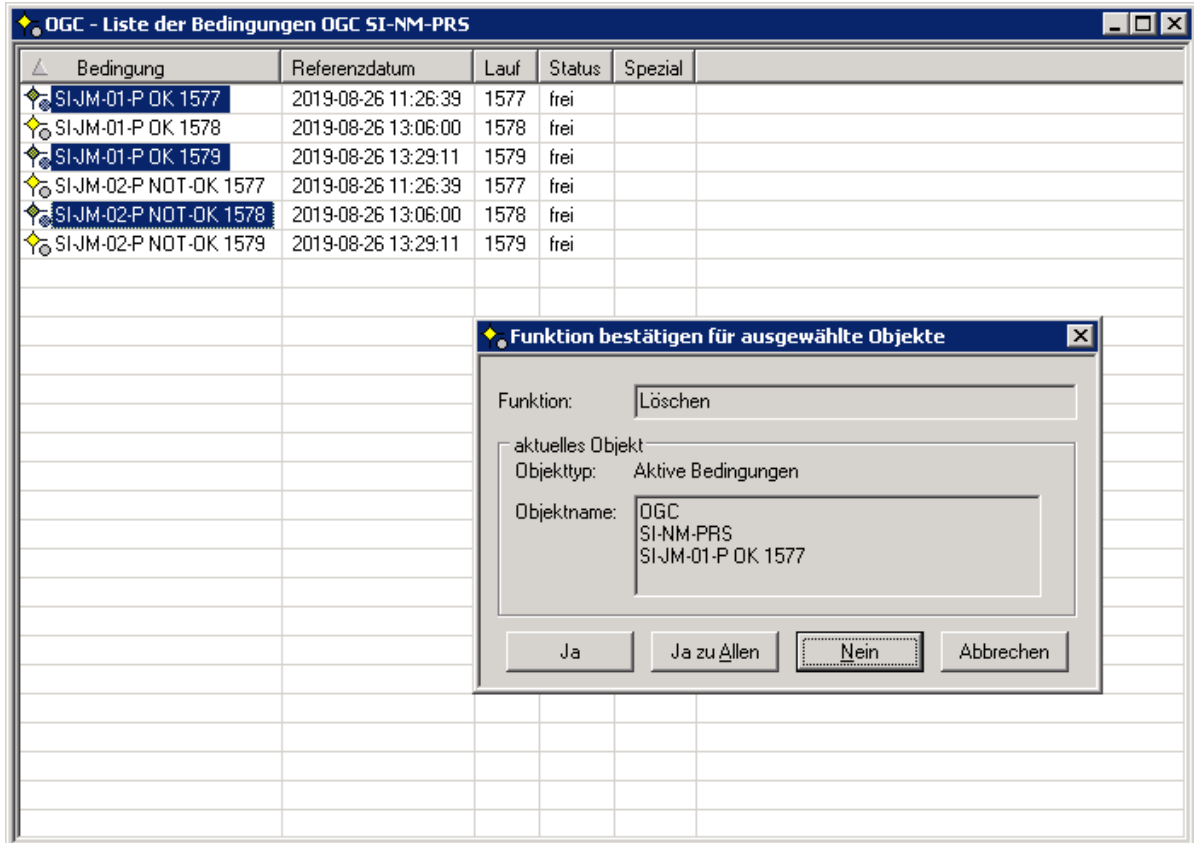 OGC - Liste der Bedingungen OGC SI-NM-PRS
Bedingung Referenzdatum Lauf Status Spezial
SI-JM-01-P OK 1577 2019-08-26 11:26:39 1577 frei
SI-JM-01-P OK 1578 2019-08-26 13:06:00 1578 frei
SI-JM-01-P OK 1579 2019-08-26 13:29:11 1579 frei
SI-JM-02-P NOT-OK 1577 2019-08-26 11:26:39 1577 frei
SI-JM-02-P NOT-OK 1578 2019-08-26 13:06:00 1578 frei
SI-JM-02-P NOT-OK 1579 2019-08-26 13:29:11 1579 frei
Funktion bestätigen für ausgewählte Objekte
Funktion: Löschen
aktuelles Objekt
Objekttyp: Aktive Bedingungen
Objektname: OGC
SI-NM-PRS
SI-JM-01-P OK 1577
Ja Ja zu Allen Nein Abbrechen